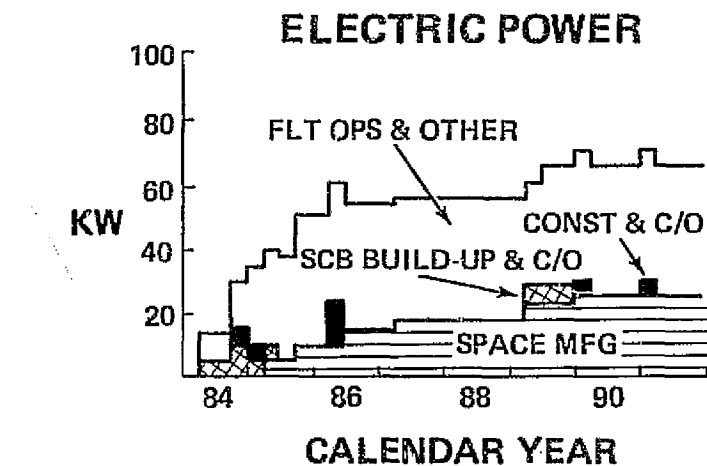 ELECTRIC POWER
100
80
FLT OPS & OTHER
60
KW
CONST & C/O
40
SCB BUILD-UP & C/O
20
SPACE MFG
84 86 88 90
CALENDAR YEAR